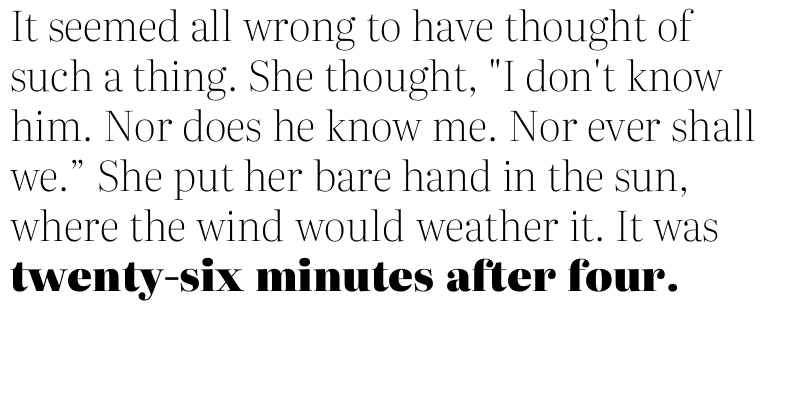 It seemed all wrong to have thought of
such a thing. She thought, "I don't know
him. Nor does he know me. Nor ever shall
we.” She put her bare hand in the sun,
where the wind would weather it. It was
twenty-six minutes after four.